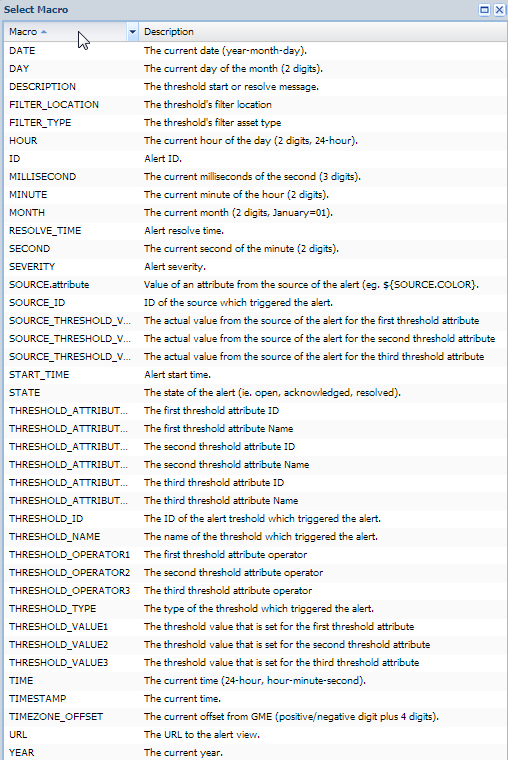 Select Macro
Macro Description
DATE The current date (year-month-day).
DAY The current day of the month (2 digits).
DESCRIPTION The threshold start or resolve message.
FILTER_LOCATION The threshold's filter location
FILTER_TYPE The threshold's filter asset type
HOUR The current hour of the day (2 digits, 24-hour).
ID Alert ID.
MILLISECOND The current milliseconds of the second (3 digits).
MINUTE The current minute of the hour (2 digits).
MONTH The current month (2 digits, January=01).
RESOLVE_TIME Alert resolve time.
SECOND The current second of the minute (2 digits).
SEVERITY Alert severity.
SOURCE.attribute Value of an attribute from the source of the alert (eg. ${SOURCE.COLOR}.
SOURCE_ID ID of the source which triggered the alert.
SOURCE_THRESHOLD_V... The actual value from the source of the alert for the first threshold attribute
SOURCE_THRESHOLD_V... The actual value from the source of the alert for the second threshold attribute
SOURCE_THRESHOLD_V... The actual value from the source of the alert for the third threshold attribute
START_TIME Alert start time.
STATE The state of the alert (ie. open, acknowledged, resolved).
THRESHOLD_ATTRIBUT... The first threshold attribute ID
THRESHOLD_ATTRIBUT... The first threshold attribute Name
THRESHOLD_ATTRIBUT... The second threshold attribute ID
THRESHOLD_ATTRIBUT... The second threshold attribute Name
THRESHOLD_ATTRIBUT... The third threshold attribute ID
THRESHOLD_ATTRIBUT... The third threshold attribute Name
THRESHOLD_ID The ID of the alert treshold which triggered the alert.
THRESHOLD_NAME The name of the threshold which triggered the alert.
THRESHOLD_OPERATOR1 The first threshold attribute operator
THRESHOLD_OPERATOR2 The second threshold attribute operator
THRESHOLD_OPERATOR3 The third threshold attribute operator
THRESHOLD_TYPE The type of the threshold which triggered the alert.
THRESHOLD_VALUE1 The threshold value that is set for the first threshold attribute
THRESHOLD_VALUE2 The threshold value that is set for the second threshold attribute
THRESHOLD_VALUE3 The threshold value that is set for the third threshold attribute
TIME The current time (24-hour, hour-minute-second).
TIMESTAMP The current time.
TIMEZONE_OFFSET The current offset from GME (positive/negative digit plus 4 digits).
URL The URL to the alert view.
YEAR The current year.